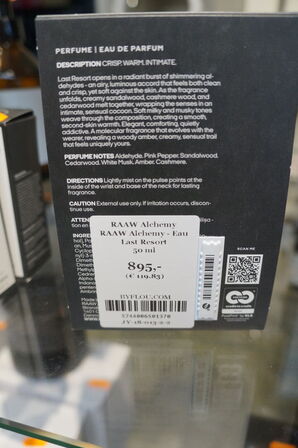 PERFUME | EAU DE PARFUM
DESCRIPTION CRISP. WARM. INTIMATE.
Last Resort opens in a radiant burst of shimmering al-
dehydes - an airy, luminous accord that feels both clean
and crisp, yet soft against the skin. As the fragrance
unfolds, creamy sandalwood, cashmere wood, and
cedarwood melt together, wrapping the senses in an
intimate, sensual cocoon. Soft milky and musky tones
weave through the composition, creating a smooth,
second-skin warmth. Elegant, comforting, quietly
addictive. A molecular fragrance that evolves with the
wearer, revealing a woody amber, creamy, sensual trail
that feels uniquely yours.
PERFUME NOTES Aldehyde, Pink Pepper, Sandalwood,
Cedarwood, White Musk, Amber, Cashmere.
DIRECTIONS Lightly mist on the pulse points at the
inside of the wrist and base of the neck for lasting
fragrance.
CAUTION External use only. If irritation occurs, discon-
tinue use.
RAAW Alchemy
RAAW Alchemy - Eau
Last Resort
50 ml
895,-
(€ 119.83)
BYFLOU.COM
5744006501370
SCAN ME